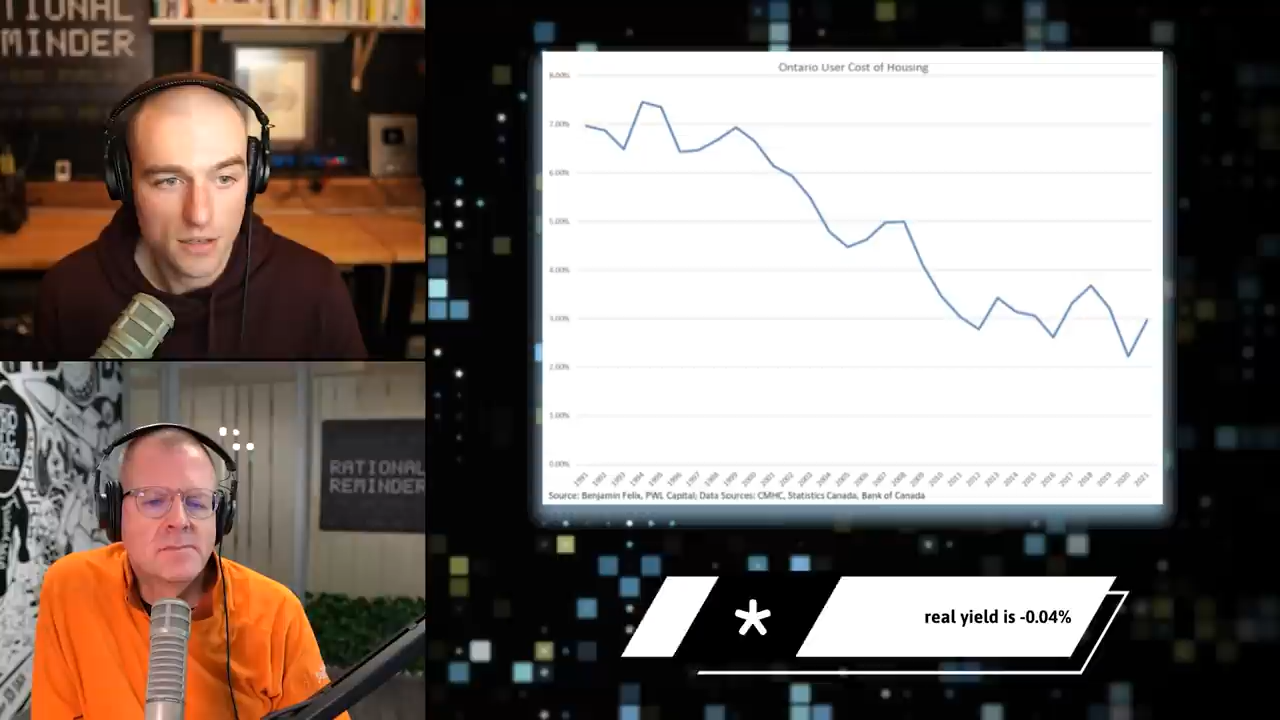 TIONAL
MINDER
RATIONAL
REMINDER
Ontario User Cost of Housing
8.00%
7.00%
6.00%
5.00%
4.00%
3.00%
2.00%
1.00%
0.00%
1991 1992 1993 1994 1995 1996 1997 1998 1999 2000 2001 2002 2003 2004 2005 2006 2007 2008 2009 2010 2011 2012 2013 2014 2015 2016 2017 2018 2019 2020 2021
Source: Benjamin Felix, PWL Capital; Data Sources: CMHC, Statistics Canada, Bank of Canada
* real yield is -0.04%